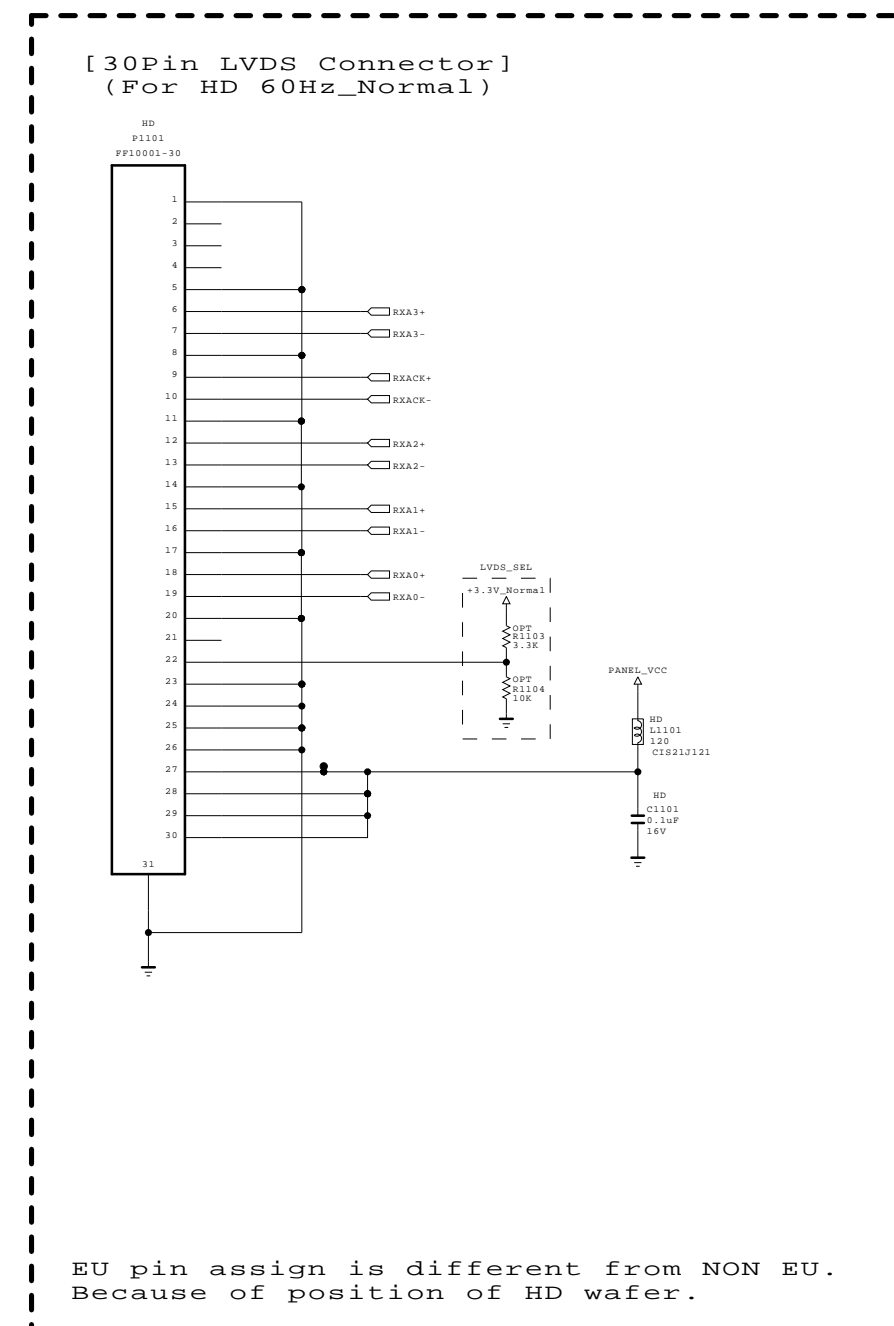 [30Pin LVDS Connector]
(For HD 60Hz_Normal)
HD
P1101
FF10001-30
1
2
3
4
5
6
RXA3+
7
RXA3-
8
9
RXACK+
10
RXACK-
11
12
RXA2+
13
RXA2-
14
15
RXA1+
16
RXA1-
17
18
RXA0+
19
RXA0-
20
21
22
23
24
25
26
27
28
29
30
31
LVDS_SEL
+3.3V_Normal
OPT
R1103
3.3K
OPT
R1104
10K
PANEL_VCC
HD
L1101
120
CIS21J121
HD
C1101
0.1uF
16V
EU pin assign is different from NON EU.
Because of position of HD wafer.